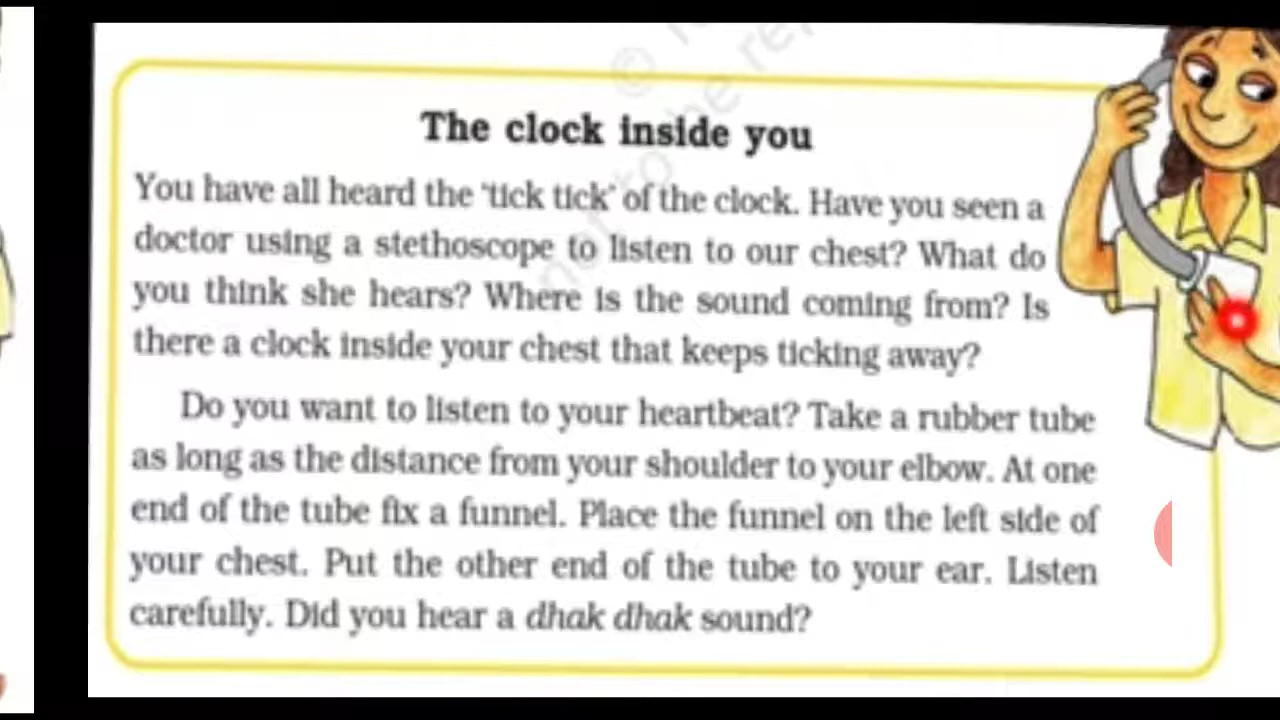 The clock inside you
You have all heard the 'tick tick' of the clock. Have you seen a
doctor using a stethoscope to listen to our chest? What do
you think she hears? Where is the sound coming from? Is
there a clock inside your chest that keeps ticking away?
Do you want to listen to your heartbeat? Take a rubber tube
as long as the distance from your shoulder to your elbow. At one
end of the tube fix a funnel. Place the funnel on the left side of
your chest. Put the other end of the tube to your ear. Listen
carefully. Did you hear a dhak dhak sound?
©
not to be